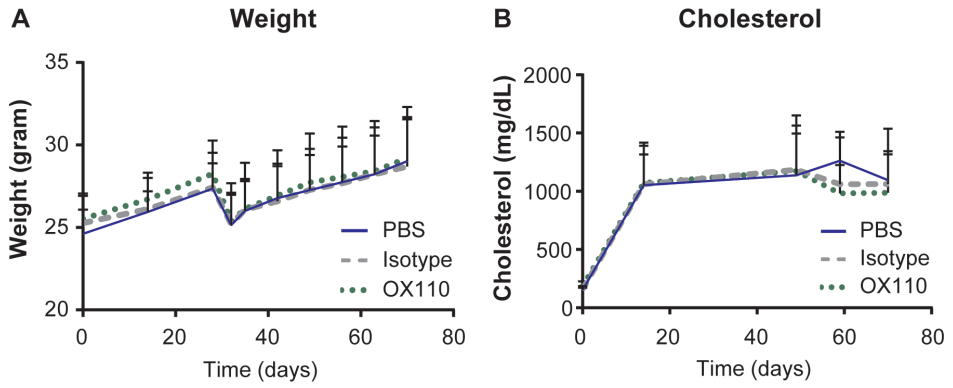 A Weight
Weight (gram)
35
30
25
20
0 20 40 60 80
Time (days)
PBS
Isotype
OX110
B Cholesterol
Cholesterol (mg/dL)
2000
1500
1000
500
0
0 20 40 60 80
Time (days)
PBS
Isotype
OX110